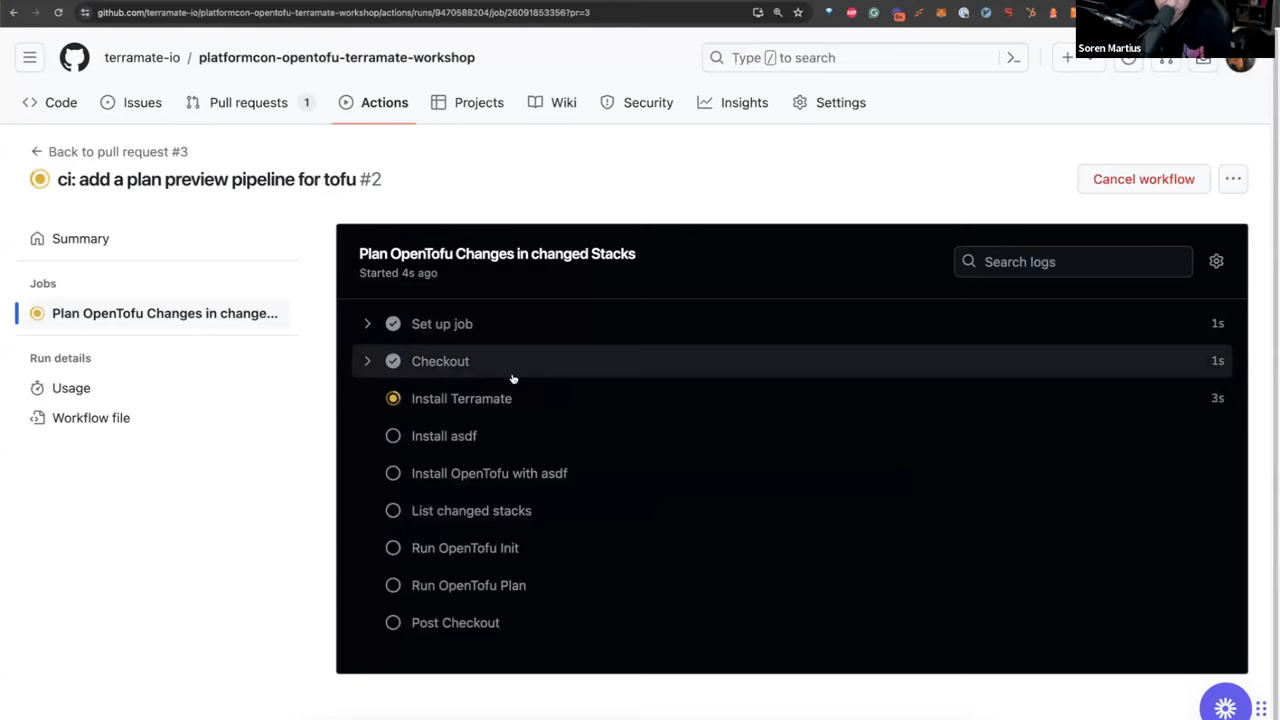 github.com/terramate-io/platformcon-opentofu-terramate-workshop/actions/runs/9470588204/job/26091853356?pr=3
Soren Martius
terramate-io / platformcon-opentofu-terramate-workshop
Type / to search
Code
Issues
Pull requests 1
Actions
Projects
Wiki
Security
Insights
Settings
Back to pull request #3
ci: add a plan preview pipeline for tofu #2
Cancel workflow
Summary
Jobs
Plan OpenTofu Changes in change...
Run details
Usage
Workflow file
Plan OpenTofu Changes in changed Stacks
Started 4s ago
Search logs
Set up job 1s
Checkout 1s
Install Terramate 3s
Install asdf
Install OpenTofu with asdf
List changed stacks
Run OpenTofu Init
Run OpenTofu Plan
Post Checkout